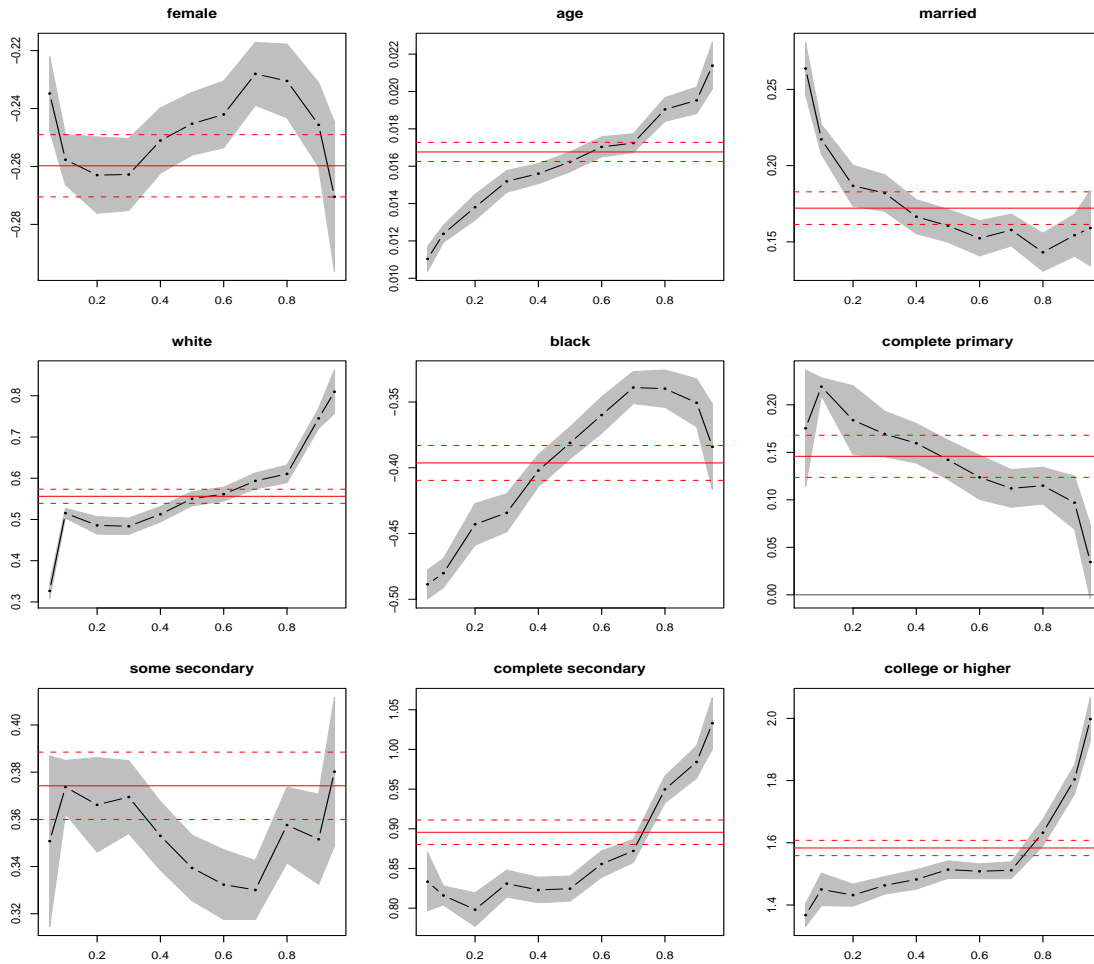 female
age
married
-0.22
-0.24
-0.26
-0.28
0.2 0.4 0.6 0.8
0.022
0.020
0.018
0.016
0.014
0.012
0.010
0.2 0.4 0.6 0.8
0.25
0.20
0.15
0.2 0.4 0.6 0.8
white
black
complete primary
0.8
0.7
0.6
0.5
0.4
0.3
0.2 0.4 0.6 0.8
-0.35
-0.40
-0.45
-0.50
0.2 0.4 0.6 0.8
0.20
0.15
0.10
0.05
0.00
0.2 0.4 0.6 0.8
some secondary
complete secondary
college or higher
0.40
0.38
0.36
0.34
0.32
0.2 0.4 0.6 0.8
1.05
1.00
0.95
0.90
0.85
0.80
0.2 0.4 0.6 0.8
2.0
1.8
1.6
1.4
0.2 0.4 0.6 0.8